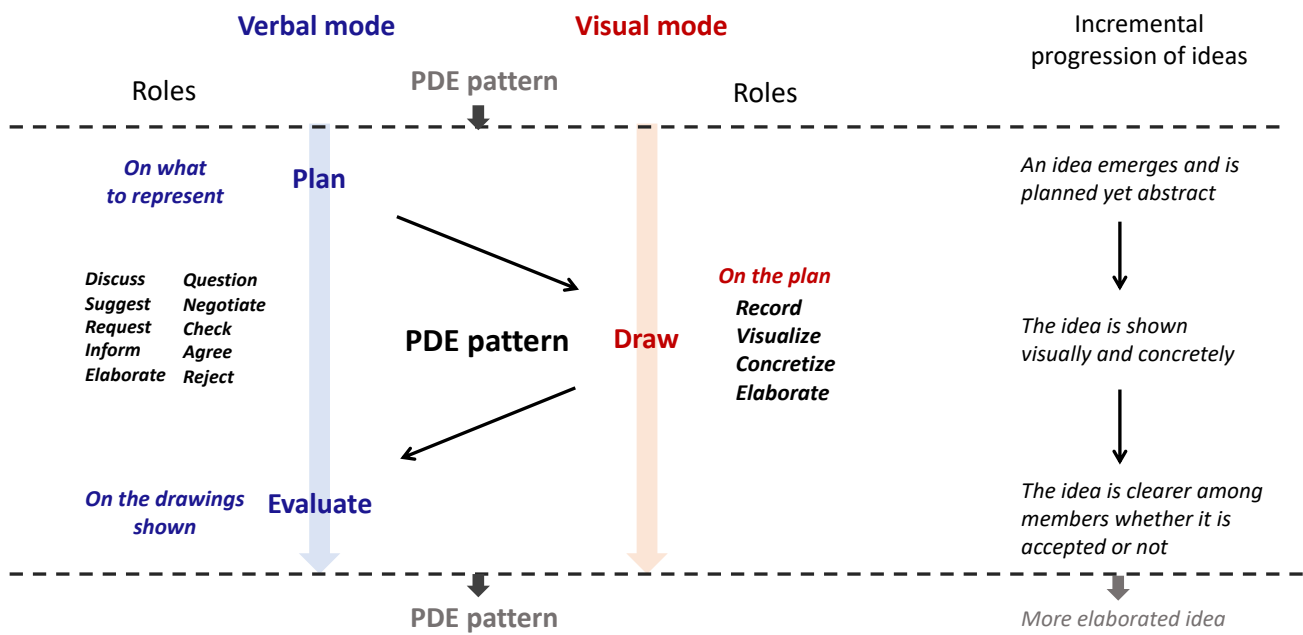 Verbal mode
Visual mode
Incremental
progression of ideas
PDE pattern
Roles
Roles
On what
to represent
Plan
An idea emerges and is
planned yet abstract
Discuss
Suggest
Request
Inform
Elaborate
Question
Negotiate
Check
Agree
Reject
PDE pattern
Draw
On the plan
Record
Visualize
Concretize
Elaborate
The idea is shown
visually and concretely
On the drawings
shown
Evaluate
The idea is clearer among
members whether it is
accepted or not
PDE pattern
More elaborated idea